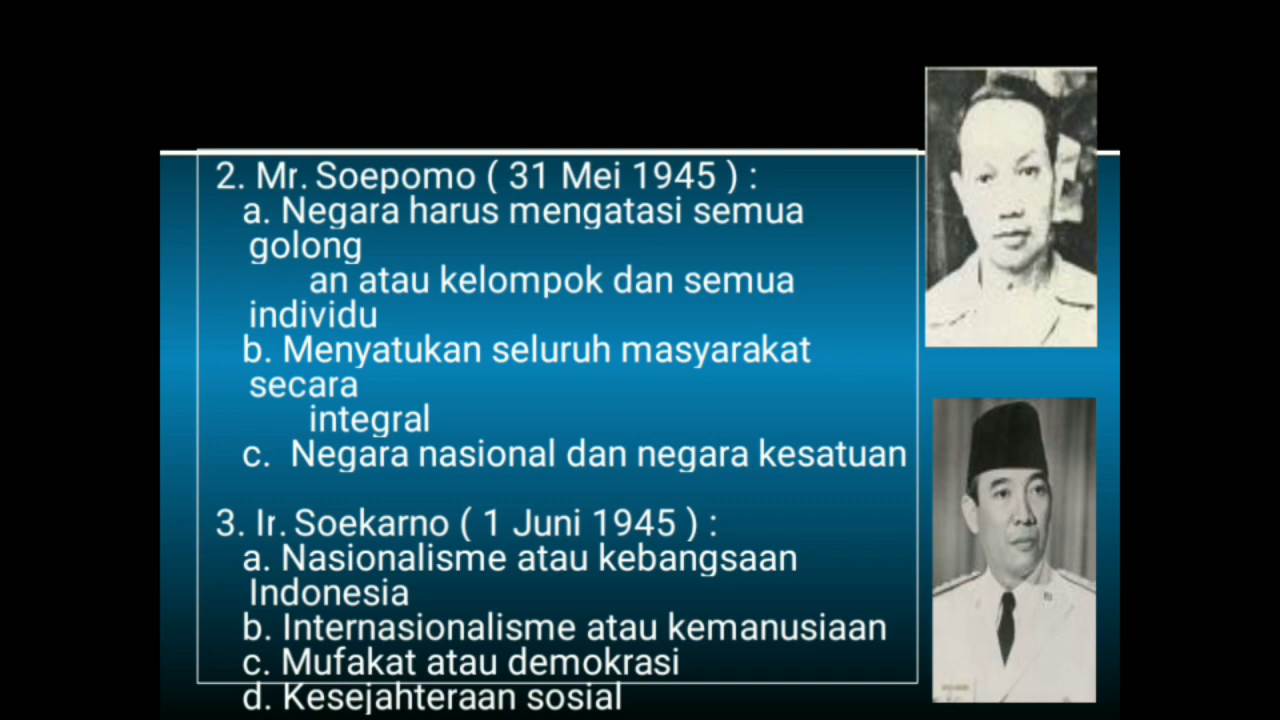 2. Mr. Soepomo ( 31 Mei 1945 ) :
a. Negara harus mengatasi semua
golong
an atau kelompok dan semua
individu
b. Menyatukan seluruh masyarakat
secara
integral
c. Negara nasional dan negara kesatuan
3. Ir. Soekarno ( 1 Juni 1945 ) :
a. Nasionalisme atau kebangsaan
Indonesia
b. Internasionalisme atau kemanusiaan
c. Mufakat atau demokrasi
d. Kesejahteraan sosial